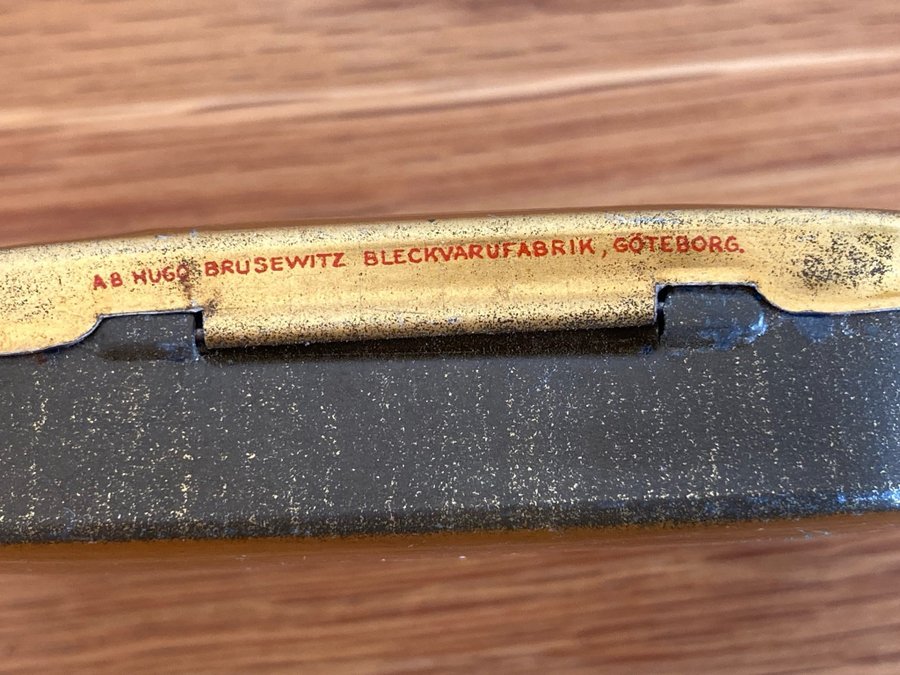 AB HUGO BRUSEWITZ BLECKVARUFABRIK, GÖTEBORG.